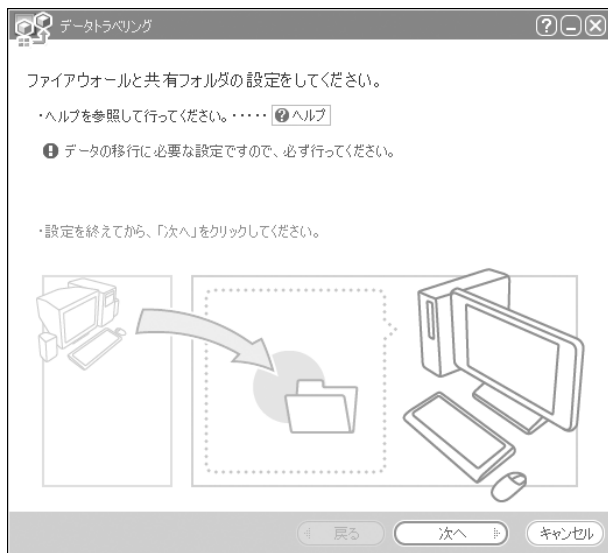 データトラベリング
ファイアウォールと共有フォルダの設定をしてください。
・ヘルプを参照して行ってください。・・・・・ ?ヘルプ
! データの移行に必要な設定ですので、必ず行ってください。
・設定を終えてから、「次へ」をクリックしてください。
戻る 次へ キャンセル